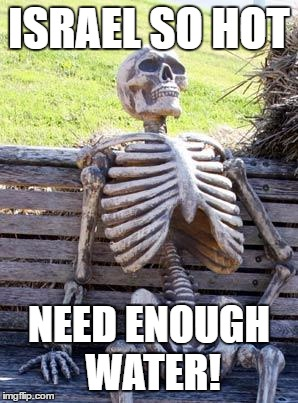 ISRAEL SO HOT
NEED ENOUGH
WATER!
imgflip.com